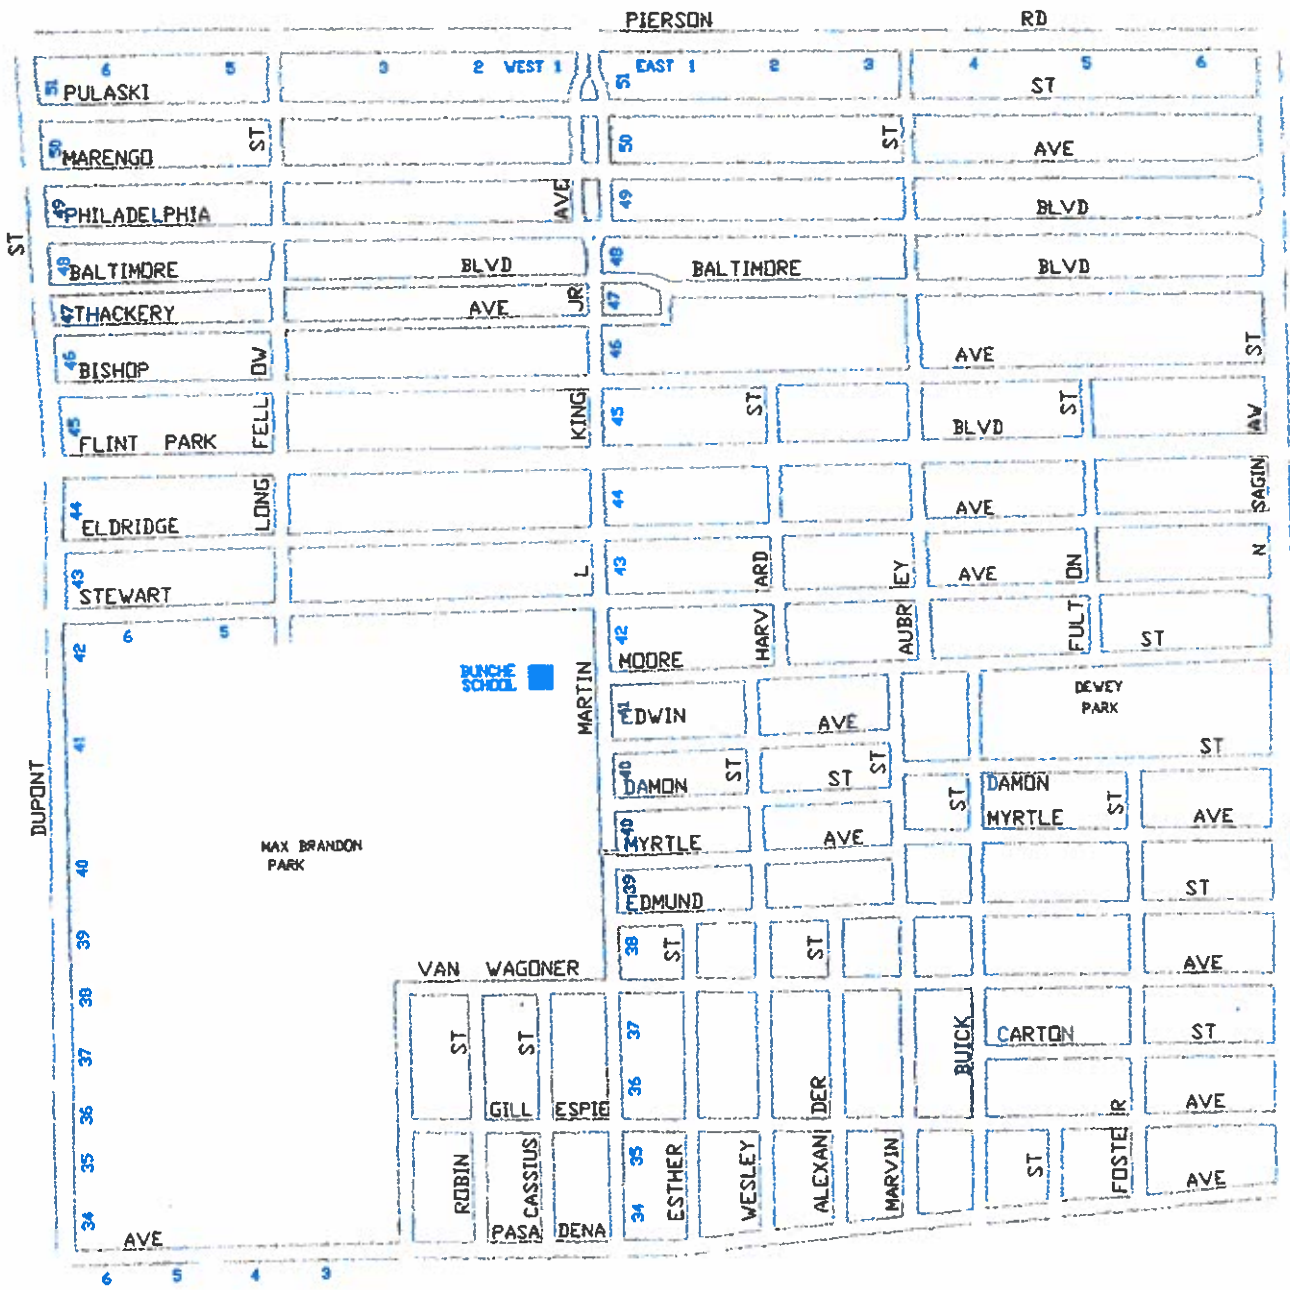 PIERSON RD
6 5 3 2 WEST 1 EAST 1 2 3 4 5 6
51 PULASKI 51 ST
50 MARENGO ST 50 ST AVE
49 PHILADELPHIA AVE 49 BLVD
ST
48 BALTIMORE BLVD 48 BALTIMORE BLVD
47 THACKERY AVE JR 47
46 BISHOP OW 46 AVE ST
45 FLINT PARK FELL KING 45 ST BLVD ST AW
44 ELDRIDGE LONG 44 AVE SAGIN
43 STEWART L 43 ARD EY AVE ON N
6 5
42 42 MOORE HARV AUBR FULT ST
BUNCHE
SCHOOL
MARTIN
DEWEY
PARK
41 41 EDWIN AVE ST
DUPONT
40 DAMON ST ST ST DAMON
40 MYRTLE AVE ST MYRTLE ST AVE
MAX BRANDON
PARK
40 39 EDMUND ST
39 38 ST ST AVE
VAN WAGONER
38
37 ST ST 37 BUICK CARTON ST
36 GILL ESPIE 36 DER R AVE
35 ROBIN CASSIUS 35 ESTHER WESLEY ALEXAN MARVIN ST FOSTE AVE
34 AVE PASA DENA 34
6 5 4 3